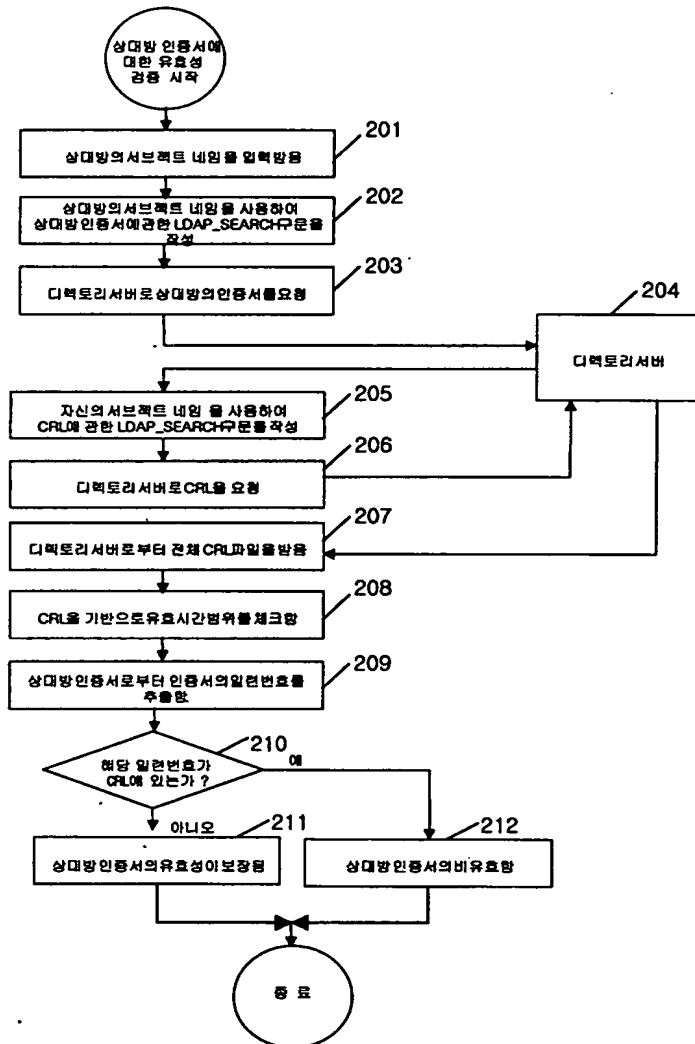 상대방 인증서에
대한 유효성
검증 시작
201
상대방의서브젝트 네임을 입력받음
202
상대방의서브젝트 네임을 사용하여
상대방인증서에관한 LDAP_SEARCH구문을
작성
203
디렉토리서버로상대방의인증서를요청
204
디렉토리서버
205
자신의서브젝트 네임 을 사용하여
CRL에 관한 LDAP_SEARCH구문를 작성
206
디렉토리서버로CRL을 요청
207
디렉토리서버로부터 전체 CRL파일을받음
208
CRL을 기반으로유효시간범위를체크함
209
상대방인증서로부터 인증서의일련번호를
추출함
210
해당 일련번호가
CRL에 있는가 ?
예
아니오
211
상대방인증서의유효성이보장됨
212
상대방인증서의비유효함
종 료